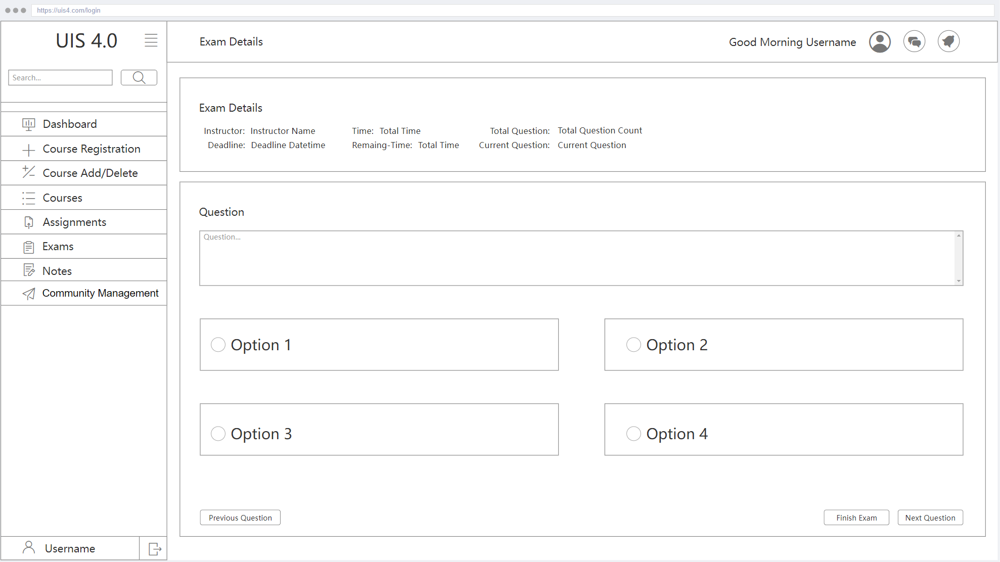 https://uis4.com/login
UIS 4.0
Exam Details
Good Morning Username
Search...
Dashboard
Course Registration
Course Add/Delete
Courses
Assignments
Exams
Notes
Community Management
Username
Exam Details
Instructor: Instructor Name Time: Total Time Total Question: Total Question Count
Deadline: Deadline Datetime Remaing-Time: Total Time Current Question: Current Question
Question
Question...
Option 1
Option 2
Option 3
Option 4
Previous Question
Finish Exam
Next Question